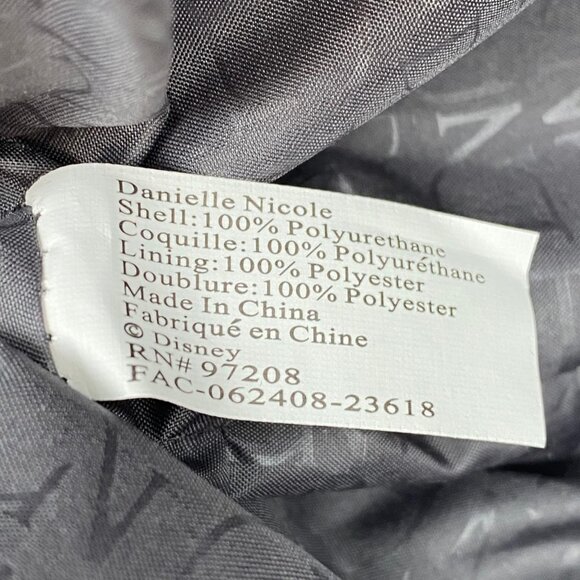 Danielle Nicole
Shell:100% Polyurethane
Coquille:100% Polyuréthane
Lining:100% Polyester
Doublure:100% Polyester
Made In China
Fabriqué en Chine
© Disney
RN# 97208
FAC-062408-23618